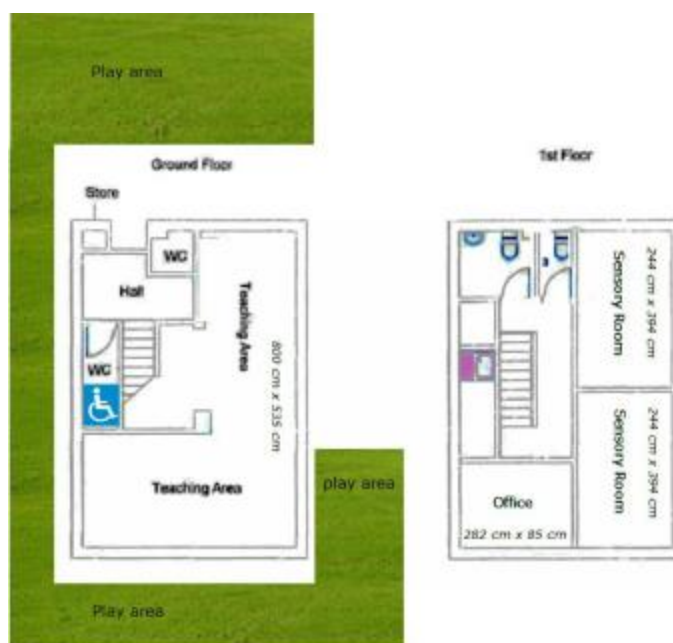 Play area
Ground Floor
1st Floor
Store
WC
Hall
Teaching Area
800 cm x 535 cm
WC
Teaching Area
play area
Play area
Sensory Room
244 cm x 394 cm
Sensory Room
244 cm x 394 cm
Office
282 cm x 85 cm